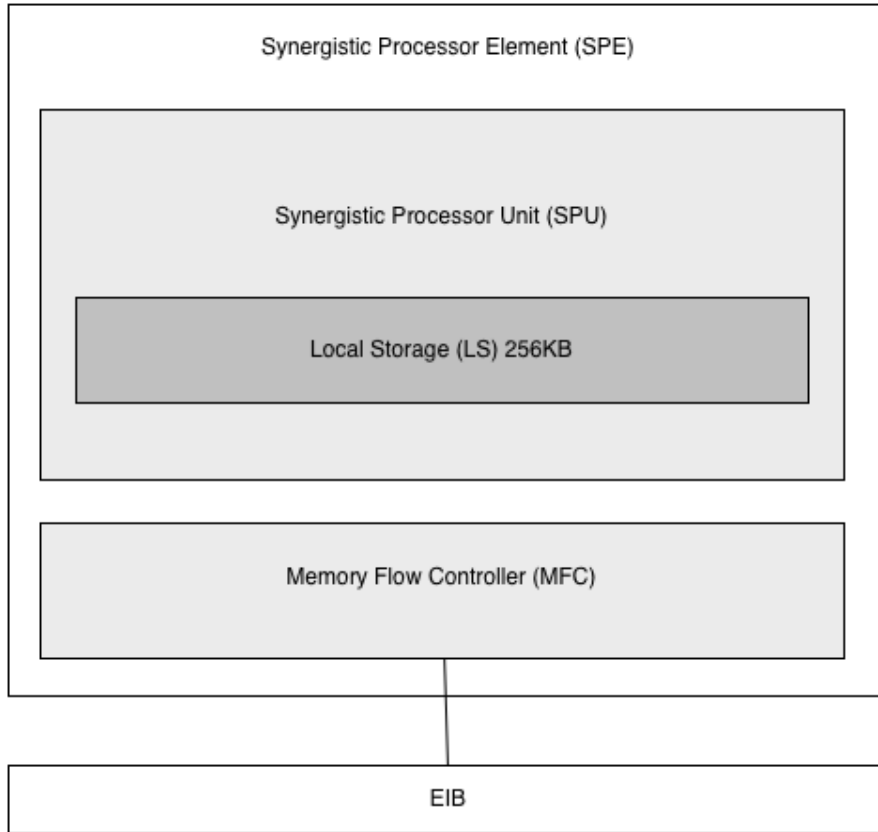 Synergistic Processor Element (SPE)
Synergistic Processor Unit (SPU)
Local Storage (LS) 256KB
Memory Flow Controller (MFC)
EIB